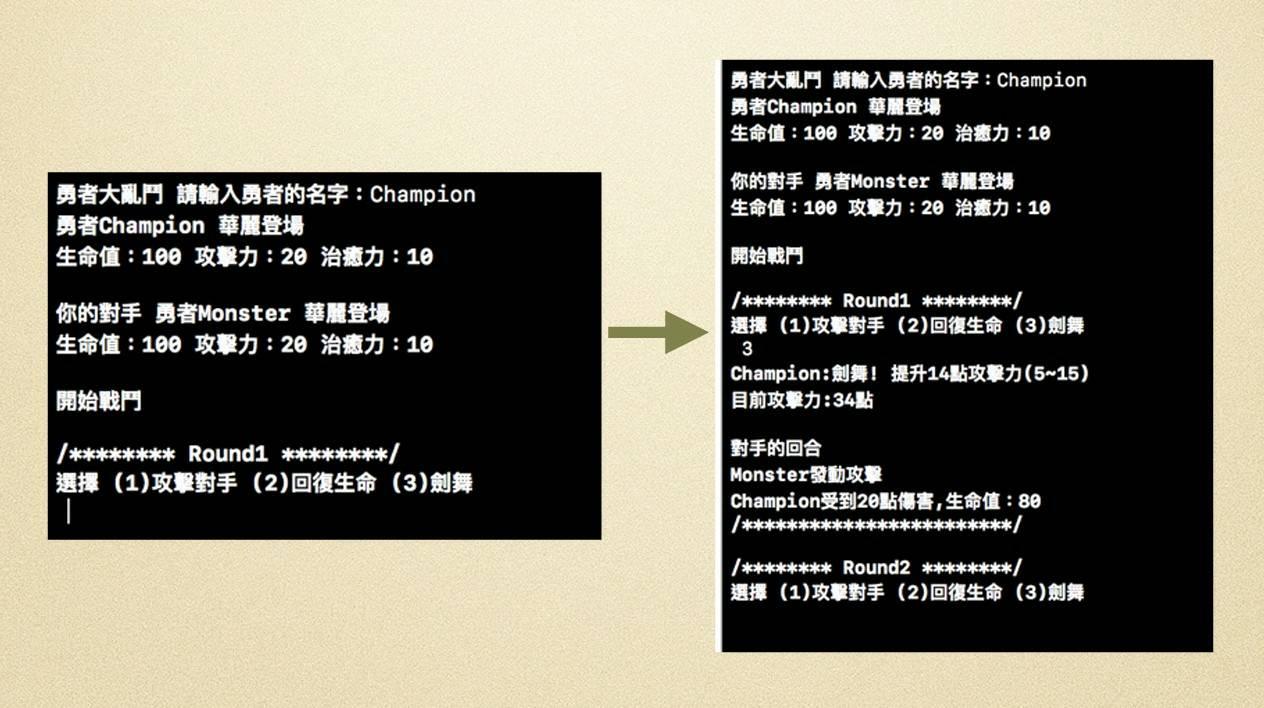 勇者大亂鬥 請輸入勇者的名字：Champion
勇者Champion 華麗登場
生命值：100 攻擊力：20 治癒力：10
你的對手 勇者Monster 華麗登場
生命值：100 攻擊力：20 治癒力：10
開始戰鬥
/******** Round1 ********/
選擇 (1)攻擊對手 (2)回復生命 (3)劍舞
勇者大亂鬥 請輸入勇者的名字：Champion
勇者Champion 華麗登場
生命值：100 攻擊力：20 治癒力：10
你的對手 勇者Monster 華麗登場
生命值：100 攻擊力：20 治癒力：10
開始戰鬥
/******** Round1 ********/
選擇 (1)攻擊對手 (2)回復生命 (3)劍舞
3
Champion:劍舞! 提升14點攻擊力(5~15)
目前攻擊力:34點
對手的回合
Monster發動攻擊
Champion受到20點傷害,生命值：80
/************************/
/******** Round2 ********/
選擇 (1)攻擊對手 (2)回復生命 (3)劍舞